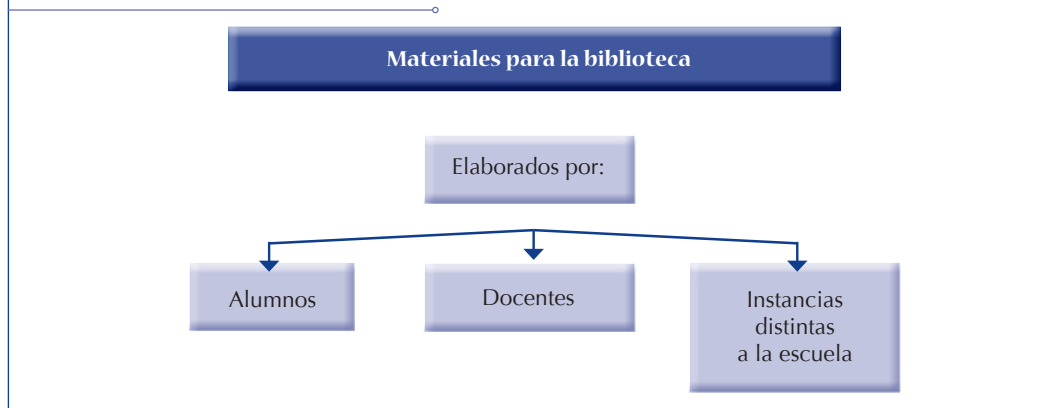 Materiales para la biblioteca
Elaborados por:
Alumnos
Docentes
Instancias
distintas
a la escuela